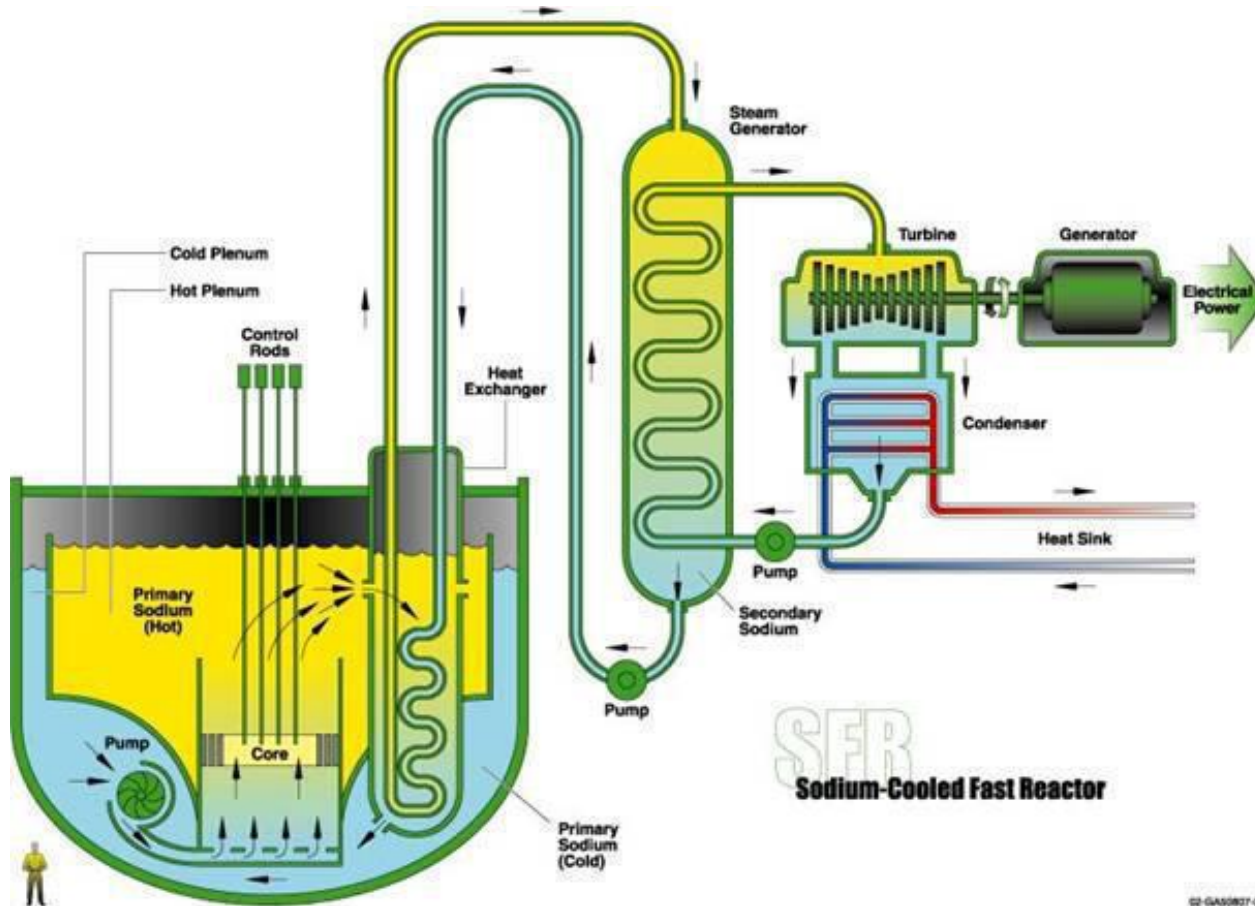 Steam
Generator
Cold Plenum
Hot Plenum
Control
Rods
Heat
Exchanger
Turbine
Generator
Electrical
Power
Condenser
Heat Sink
Pump
Primary
Sodium
(Hot)
Secondary
Sodium
Pump
Pump
Core
Primary
Sodium
(Cold)
SFR
Sodium-Cooled Fast Reactor